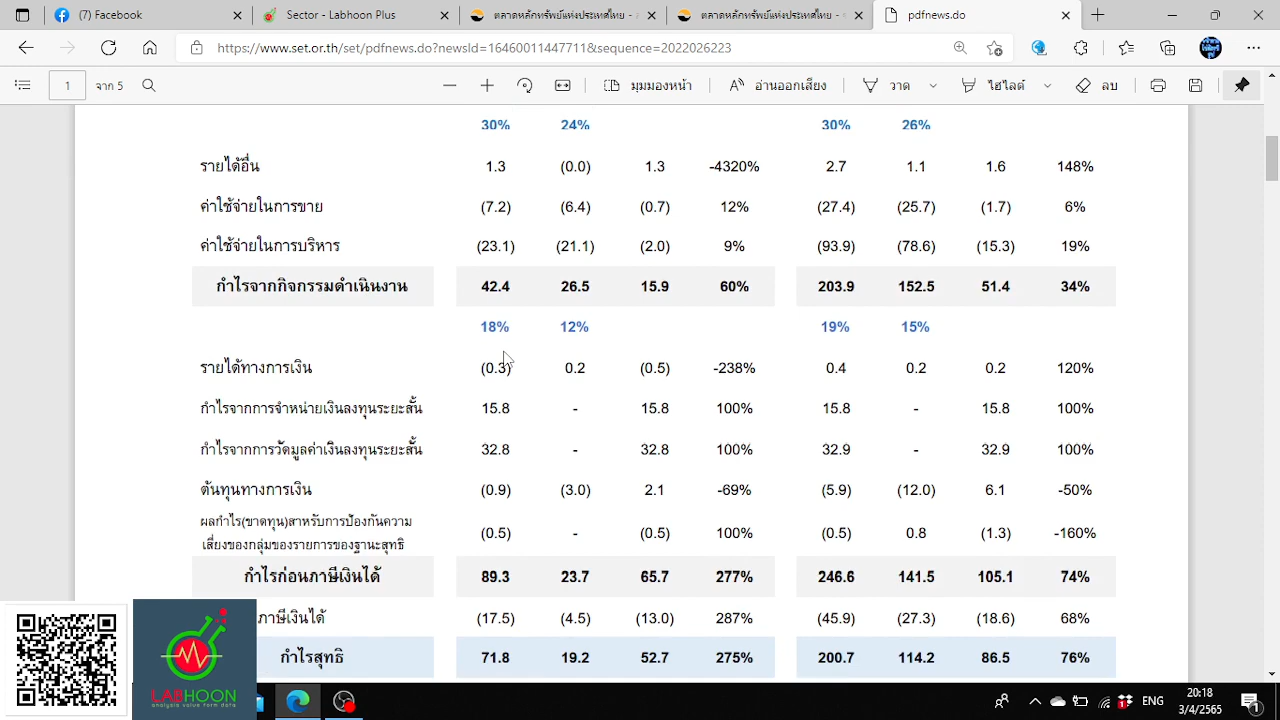 (7) Facebook
Sector - Labhoon Plus
ตลาดหลักทรัพย์แห่งประเทศไทย -
ตลาดหลักทรัพย์แห่งประเทศไทย -
pdfnews.do
https://www.set.or.th/set/pdfnews.do?newsId=16460011447711&sequence=2022026223
1 จาก 5 มุมมองหน้า อ่านออกเสียง วาด ไฮไลต์ ลบ
30% 24% 30% 26%
รายได้อื่น 1.3 (0.0) 1.3 -4320% 2.7 1.1 1.6 148%
ค่าใช้จ่ายในการขาย (7.2) (6.4) (0.7) 12% (27.4) (25.7) (1.7) 6%
ค่าใช้จ่ายในการบริหาร (23.1) (21.1) (2.0) 9% (93.9) (78.6) (15.3) 19%
กำไรจากกิจกรรมดำเนินงาน 42.4 26.5 15.9 60% 203.9 152.5 51.4 34%
18% 12% 19% 15%
รายได้ทางการเงิน (0.3) 0.2 (0.5) -238% 0.4 0.2 0.2 120%
กำไรจากการจำหน่ายเงินลงทุนระยะสั้น 15.8 - 15.8 100% 15.8 - 15.8 100%
กำไรจากการวัดมูลค่าเงินลงทุนระยะสั้น 32.8 - 32.8 100% 32.9 - 32.9 100%
ต้นทุนทางการเงิน (0.9) (3.0) 2.1 -69% (5.9) (12.0) 6.1 -50%
ผลกำไร(ขาดทุน)สาหรับการป้องกันความ
เสี่ยงของกลุ่มของรายการของฐานะสุทธิ (0.5) - (0.5) 100% (0.5) 0.8 (1.3) -160%
กำไรก่อนภาษีเงินได้ 89.3 23.7 65.7 277% 246.6 141.5 105.1 74%
ภาษีเงินได้ (17.5) (4.5) (13.0) 287% (45.9) (27.3) (18.6) 68%
กำไรสุทธิ 71.8 19.2 52.7 275% 200.7 114.2 86.5 76%
LABHOON
analysis value form data
ENG
20:18
3/4/2565